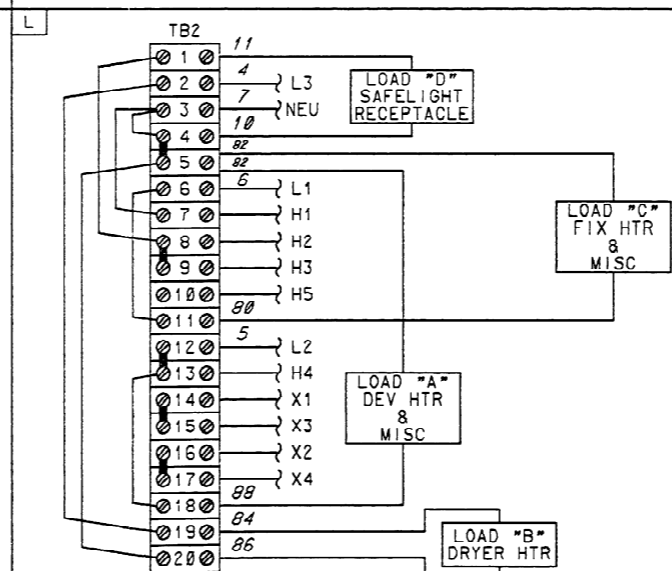 L
TB2
1 11
2 4 L3
3 7 NEU
4 10
82
5 82
6 6 L1
7 H1
8 H2
9 H3
10 H5
11 80
12 5 L2
13 H4
14 X1
15 X3
16 X2
17 X4
18 88
19 84
20 86
LOAD "D"
SAFELIGHT
RECEPTACLE
LOAD "C"
FIX HTR
&
MISC
LOAD "A"
DEV HTR
&
MISC
LOAD "B"
DRYER HTR